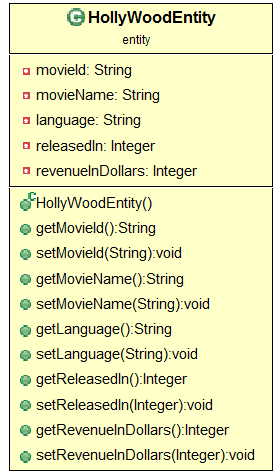 HollyWoodEntity
entity
movieId: String
movieName: String
language: String
releasedIn: Integer
revenueInDollars: Integer
HollyWoodEntity()
getMovieId():String
setMovieId(String):void
getMovieName():String
setMovieName(String):void
getLanguage():String
setLanguage(String):void
getReleasedIn():Integer
setReleasedIn(Integer):void
getRevenueInDollars():Integer
setRevenueInDollars(Integer):void